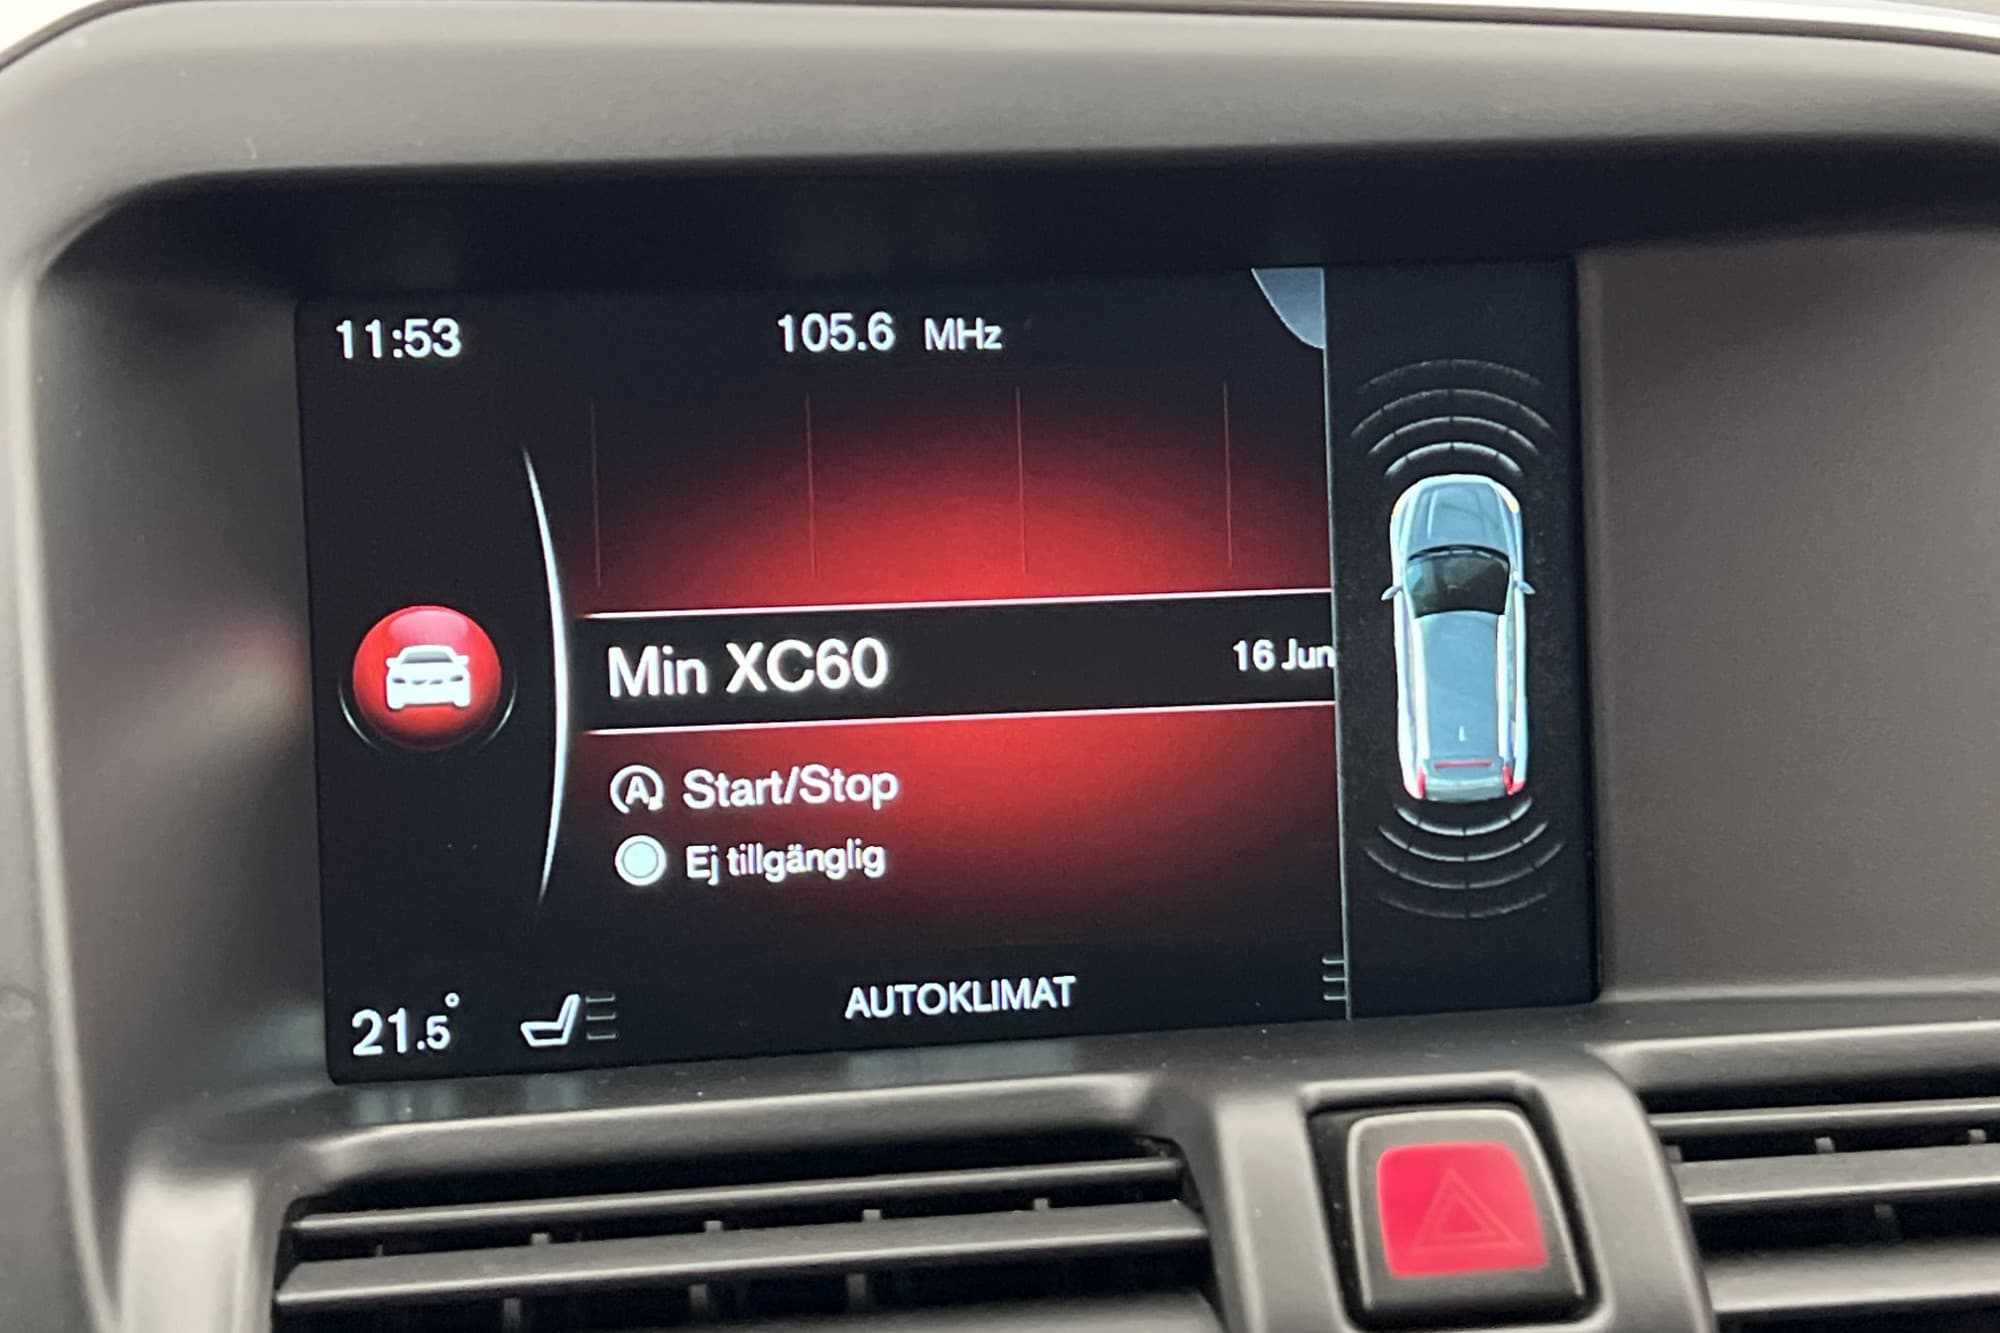 11:53
105.6 MHz
Min XC60
16 Jun
Start/Stop
Ej tillgänglig
21.5°
AUTOKLIMAT